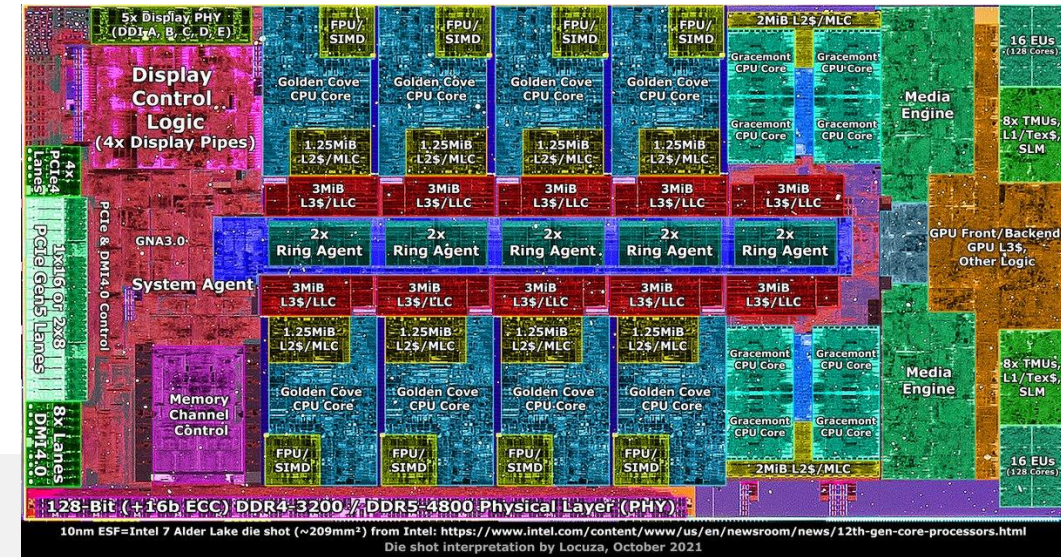 5x Display PHY
(DDI A, B, C, D, E)
Display
Control
Logic
(4x Display Pipes)
4x
PCIe4
Lanes
1x16 or 2x8
PCIe Gen5 Lanes
8x Lanes
DMI4.0
PCIe & DMI4.0 Control
GNA3.0
System Agent
Memory
Channel
Control
FPU/
SIMD
FPU/
SIMD
FPU/
SIMD
FPU/
SIMD
Golden Cove
CPU Core
Golden Cove
CPU Core
Golden Cove
CPU Core
Golden Cove
CPU Core
1.25MiB
L2$/MLC
1.25MiB
L2$/MLC
1.25MiB
L2$/MLC
1.25MiB
L2$/MLC
2MiB L2$/MLC
Gracemont
CPU Core
Gracemont
CPU Core
Gracemont
CPU Core
Gracemont
CPU Core
3MiB
L3$/LLC
3MiB
L3$/LLC
3MiB
L3$/LLC
3MiB
L3$/LLC
3MiB
L3$/LLC
2x
Ring Agent
2x
Ring Agent
2x
Ring Agent
2x
Ring Agent
2x
Ring Agent
3MiB
L3$/LLC
3MiB
L3$/LLC
3MiB
L3$/LLC
3MiB
L3$/LLC
3MiB
L3$/LLC
1.25MiB
L2$/MLC
1.25MiB
L2$/MLC
1.25MiB
L2$/MLC
1.25MiB
L2$/MLC
Golden Cove
CPU Core
Golden Cove
CPU Core
Golden Cove
CPU Core
Golden Cove
CPU Core
FPU/
SIMD
FPU/
SIMD
FPU/
SIMD
FPU/
SIMD
Gracemont
CPU Core
Gracemont
CPU Core
Gracemont
CPU Core
Gracemont
CPU Core
2MiB L2$/MLC
Media
Engine
Media
Engine
16 EUs
(128 Cores)
8x TMUs,
L1/Tex$,
SLM
GPU Front/Backend
GPU L3$,
Other Logic
8x TMUs,
L1/Tex$,
SLM
16 EUs
(128 Cores)
128-Bit (+16b ECC) DDR4-3200 / DDR5-4800 Physical Layer (PHY)
10nm ESF=Intel 7 Alder Lake die shot (~209mm²) from Intel: https://www.intel.com/content/www/us/en/newsroom/news/12th-gen-core-processors.html
Die shot interpretation by Locuza, October 2021